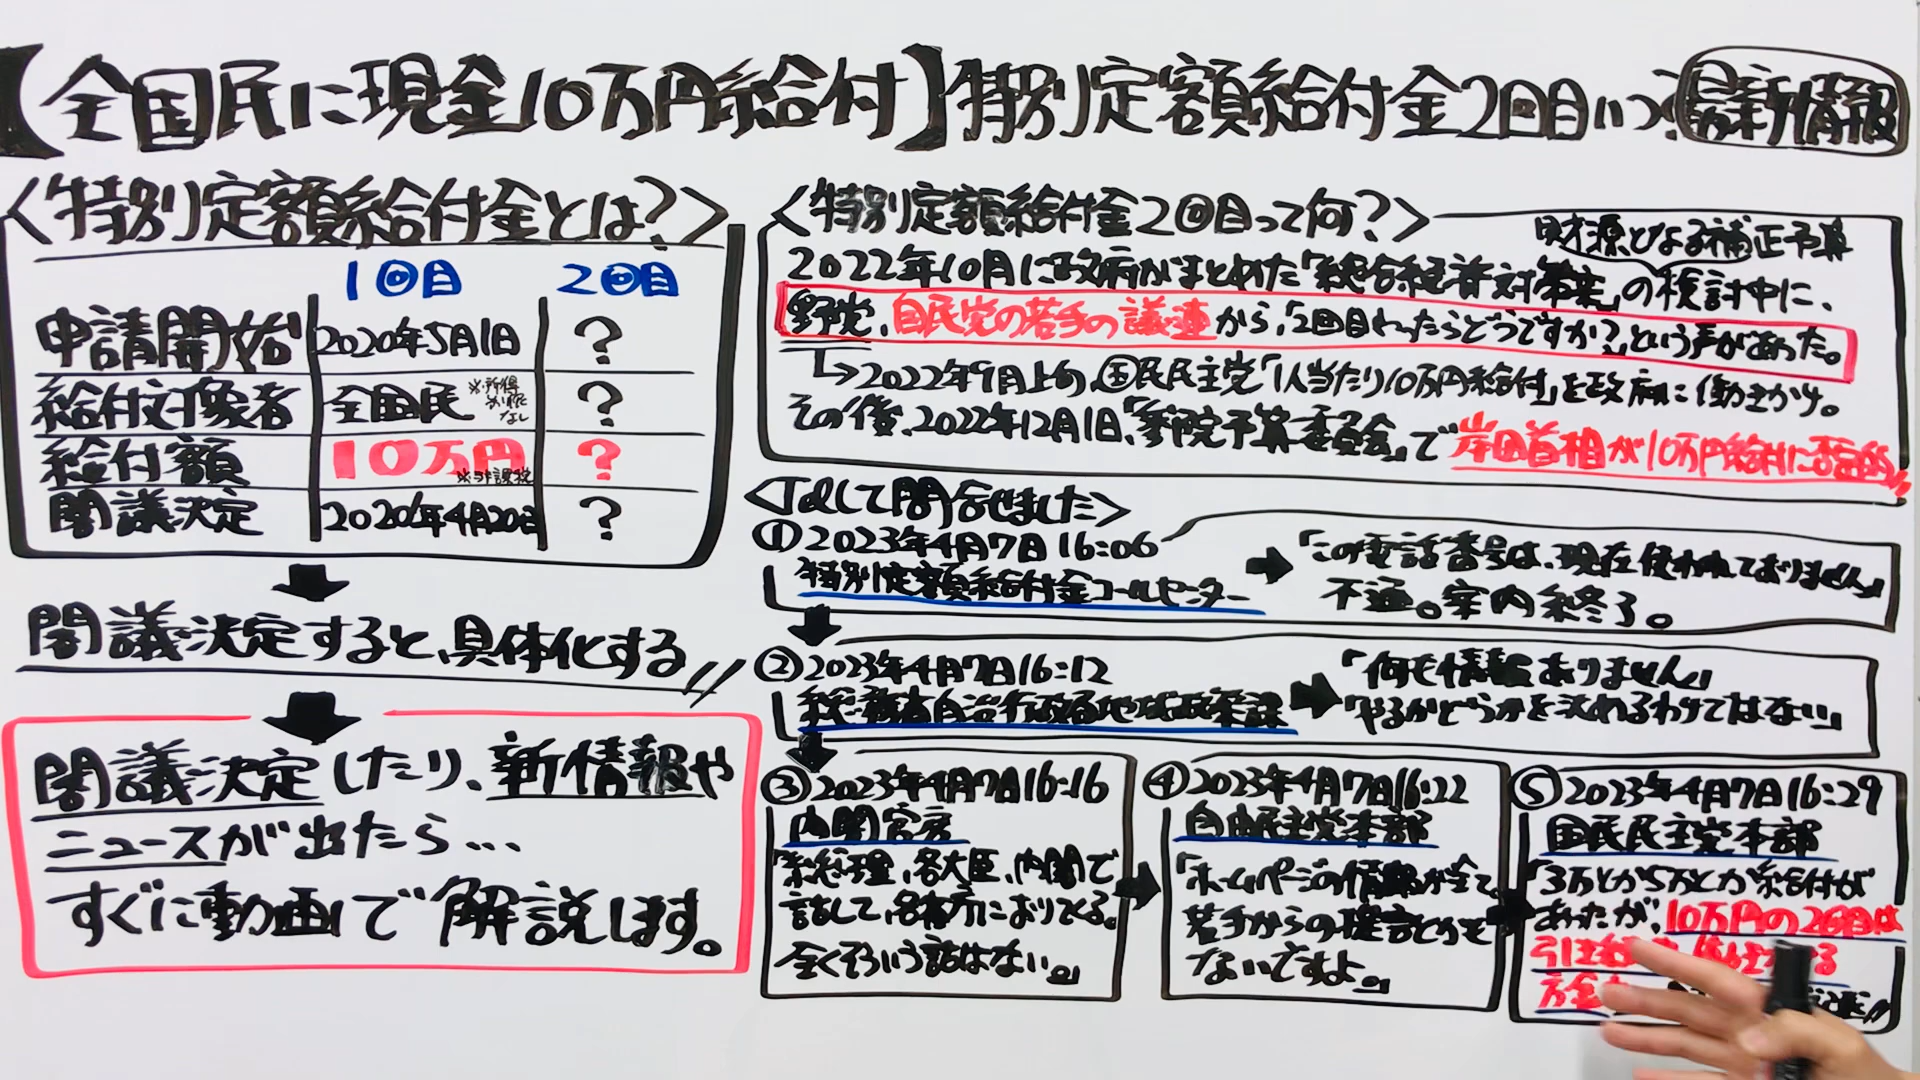 【全国民に現金10万円給付】特別定額給付金2回目いつ?最新情報
<特別定額給付金とは?>
1回目 2回目
申請開始 2020年5月1日 ?
給付対象者 全国民 ※所得制限なし ?
給付額 10万円 ※非課税 ?
閣議決定 2020年4月20日 ?
閣議決定すると、具体化する
閣議決定したり、新情報や
ニュースが出たら…
すぐに動画で解説します。
<特別定額給付金2回目って何?>
財源となる補正予算
2022年10月に政府がまとめた「総合経済対策案」の検討中に、
野党、自民党の若手の議連から、「2回目やったらどうですか?」という声があった。
→2022年9月上旬、国民民主党「1人当たり10万円給付」を政府に働きかけ。
その後、2022年12月1日、「参院予算委員会」で岸田首相が10万円給付に否定的
<Telして問合せました>
①2023年4月7日16:06
特別定額給付金コールセンター
「この電話番号は、現在使われておりません」
不通。案内終了。
②2023年4月7日16:12
総務省自治行政局地域政策課
「何も情報ありません」
「やるかどうかを決めれるわけではない」
③2023年4月7日16:16
内閣官房
「総理、各大臣、内閣で
話して、各省庁におりてくる。
全くそういう話はない。」
④2023年4月7日16:22
自由民主党本部
「ホームページの情報が全て。
若手からの提言とかも
ないですよ。」
⑤2023年4月7日16:29
国民民主党本部
「3万とか5万とか給付が
あったが、10万円の2回目は
引き続き
方針